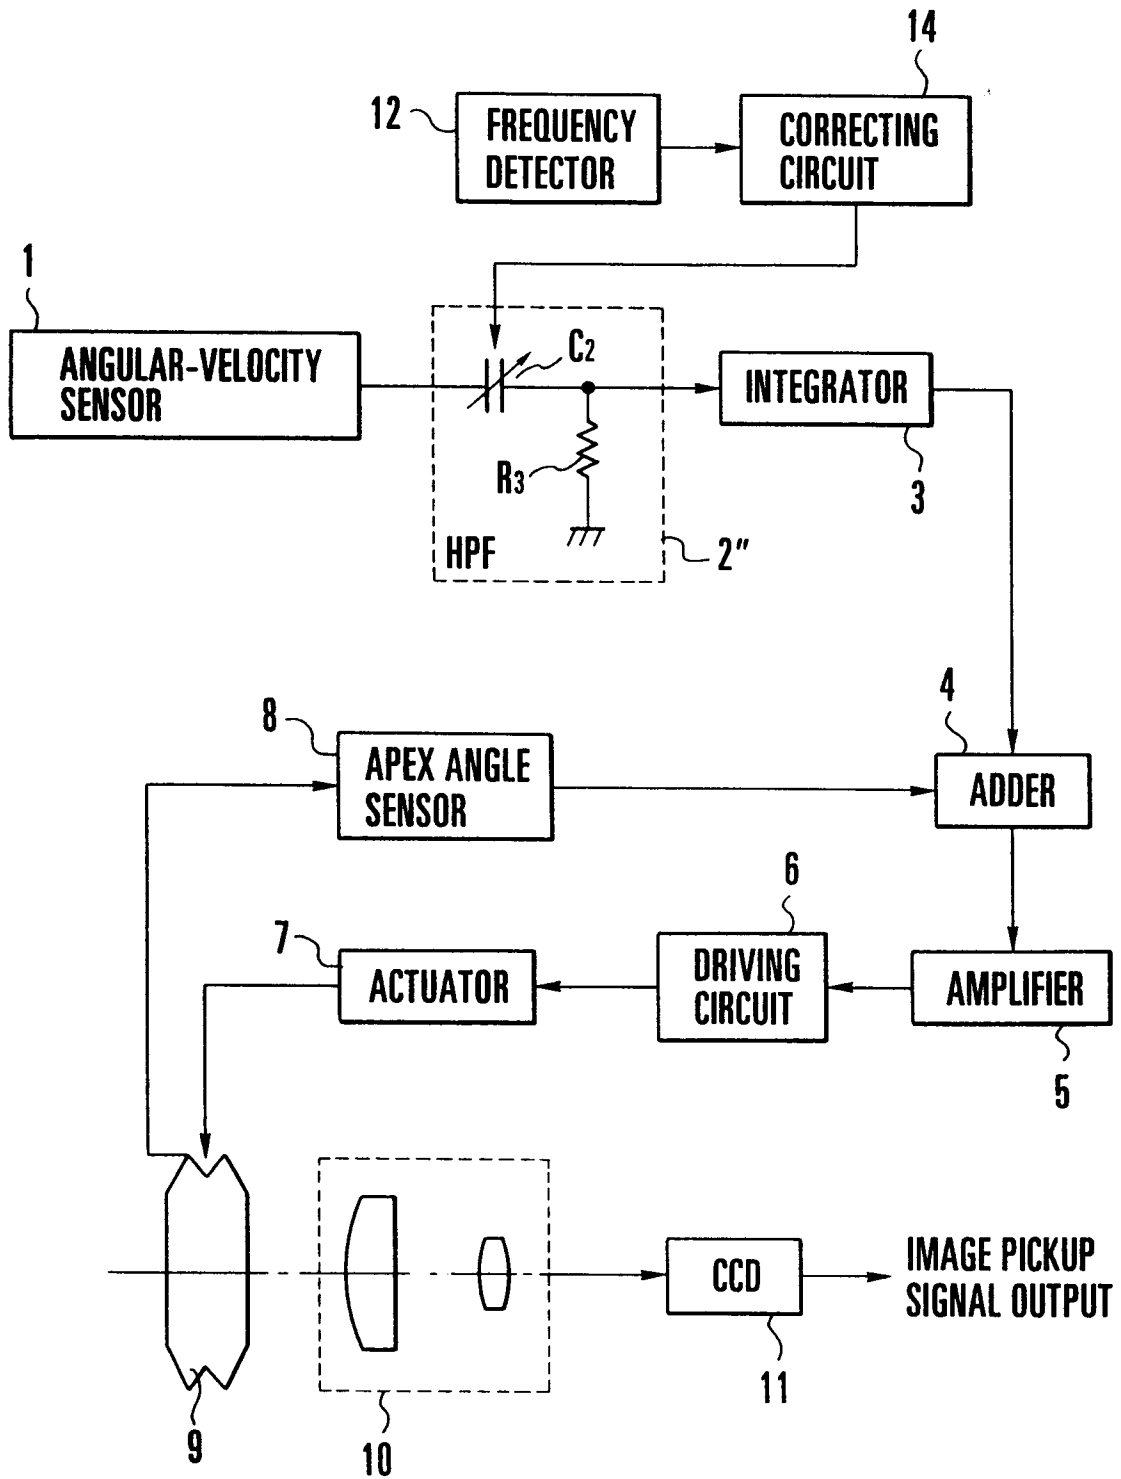 14
12
FREQUENCY
DETECTOR
CORRECTING
CIRCUIT
1
ANGULAR-VELOCITY
SENSOR
C2
INTEGRATOR
3
R3
HPF
2"
4
8
APEX ANGLE
SENSOR
ADDER
6
7
ACTUATOR
DRIVING
CIRCUIT
AMPLIFIER
5
CCD
IMAGE PICKUP
SIGNAL OUTPUT
11
9
10